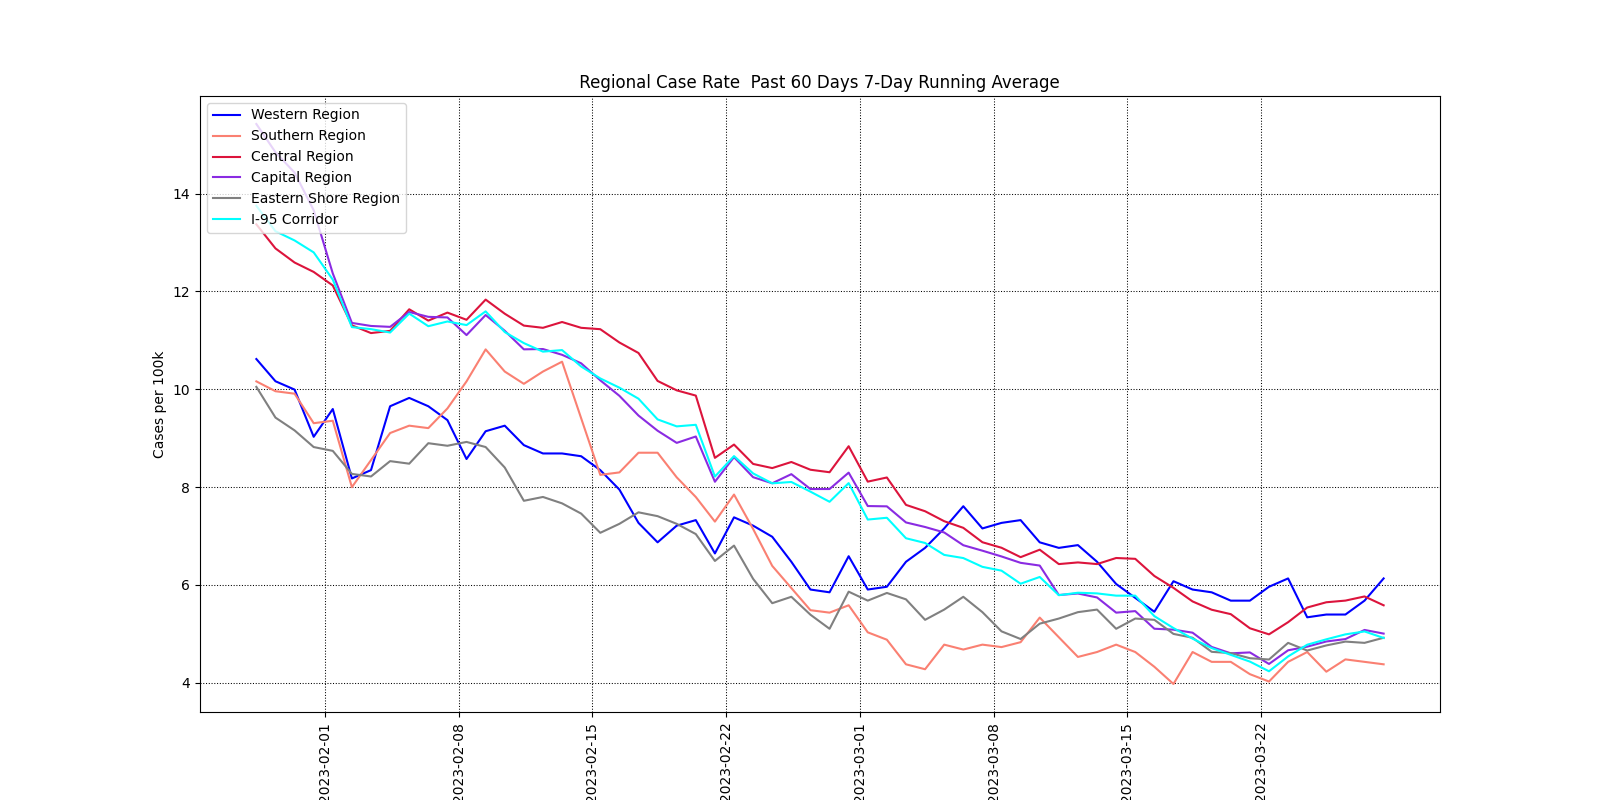 Regional Case Rate  Past 60 Days 7-Day Running Average
Western Region
Southern Region
Central Region
Capital Region
Eastern Shore Region
I-95 Corridor
Cases per 100k
14
12
10
8
6
4
2023-02-01
2023-02-08
2023-02-15
2023-02-22
2023-03-01
2023-03-08
2023-03-15
2023-03-22